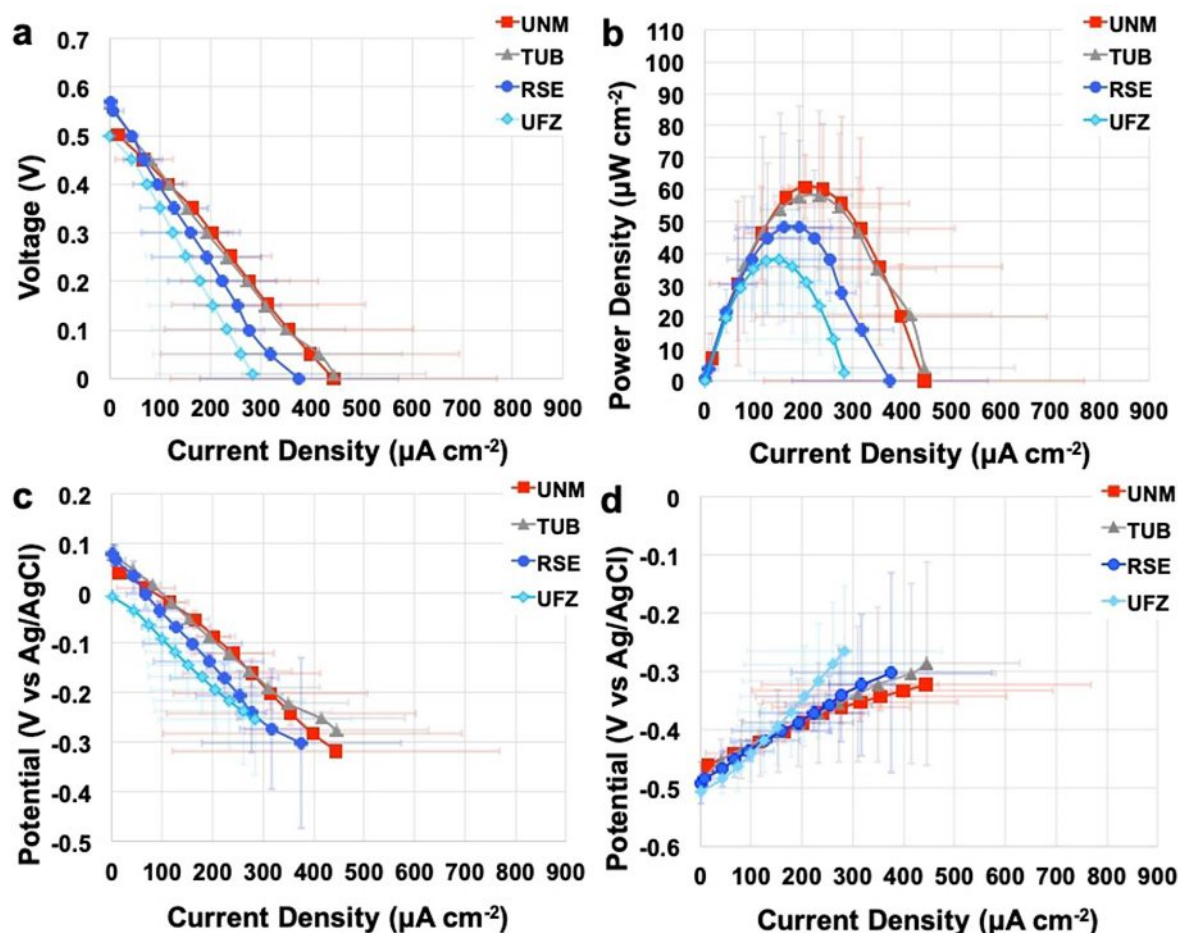 a
UNM
TUB
RSE
UFZ
0.7
0.6
0.5
0.4
0.3
0.2
0.1
0
Voltage (V)
0 100 200 300 400 500 600 700 800 900
Current Density (µA cm-2)
b
UNM
TUB
RSE
UFZ
110
100
90
80
70
60
50
40
30
20
10
0
Power Density (µW cm-2)
0 100 200 300 400 500 600 700 800 900
Current Density (µA cm-2)
c
UNM
TUB
RSE
UFZ
0.2
0.1
0
-0.1
-0.2
-0.3
-0.4
-0.5
Potential (V vs Ag/AgCl)
0 100 200 300 400 500 600 700 800 900
Current Density (µA cm-2)
d
UNM
TUB
RSE
UFZ
0
-0.1
-0.2
-0.3
-0.4
-0.5
-0.6
Potential (V vs Ag/AgCl)
0 100 200 300 400 500 600 700 800 900
Current Density (µA cm-2)